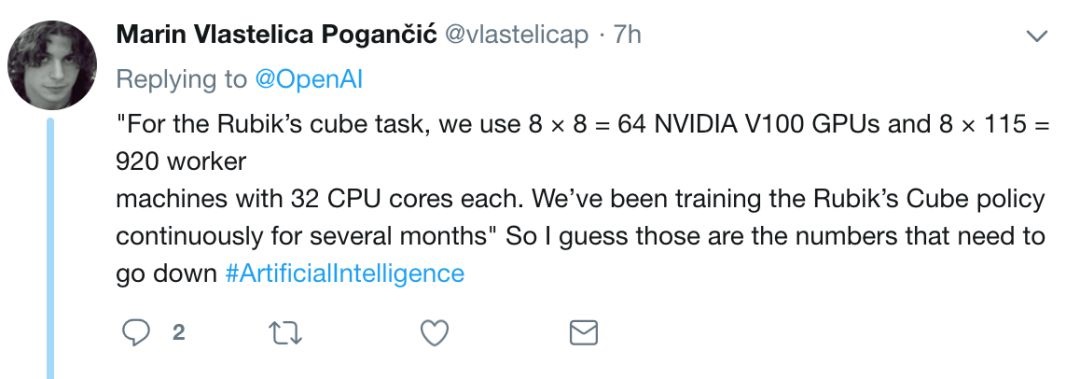 Marin Vlastelica Pogančić @vlastelicap · 7h
Replying to @OpenAI
"For the Rubik’s cube task, we use 8 × 8 = 64 NVIDIA V100 GPUs and 8 × 115 =
920 worker
machines with 32 CPU cores each. We’ve been training the Rubik’s Cube policy
continuously for several months" So I guess those are the numbers that need to
go down #ArtificialIntelligence
2